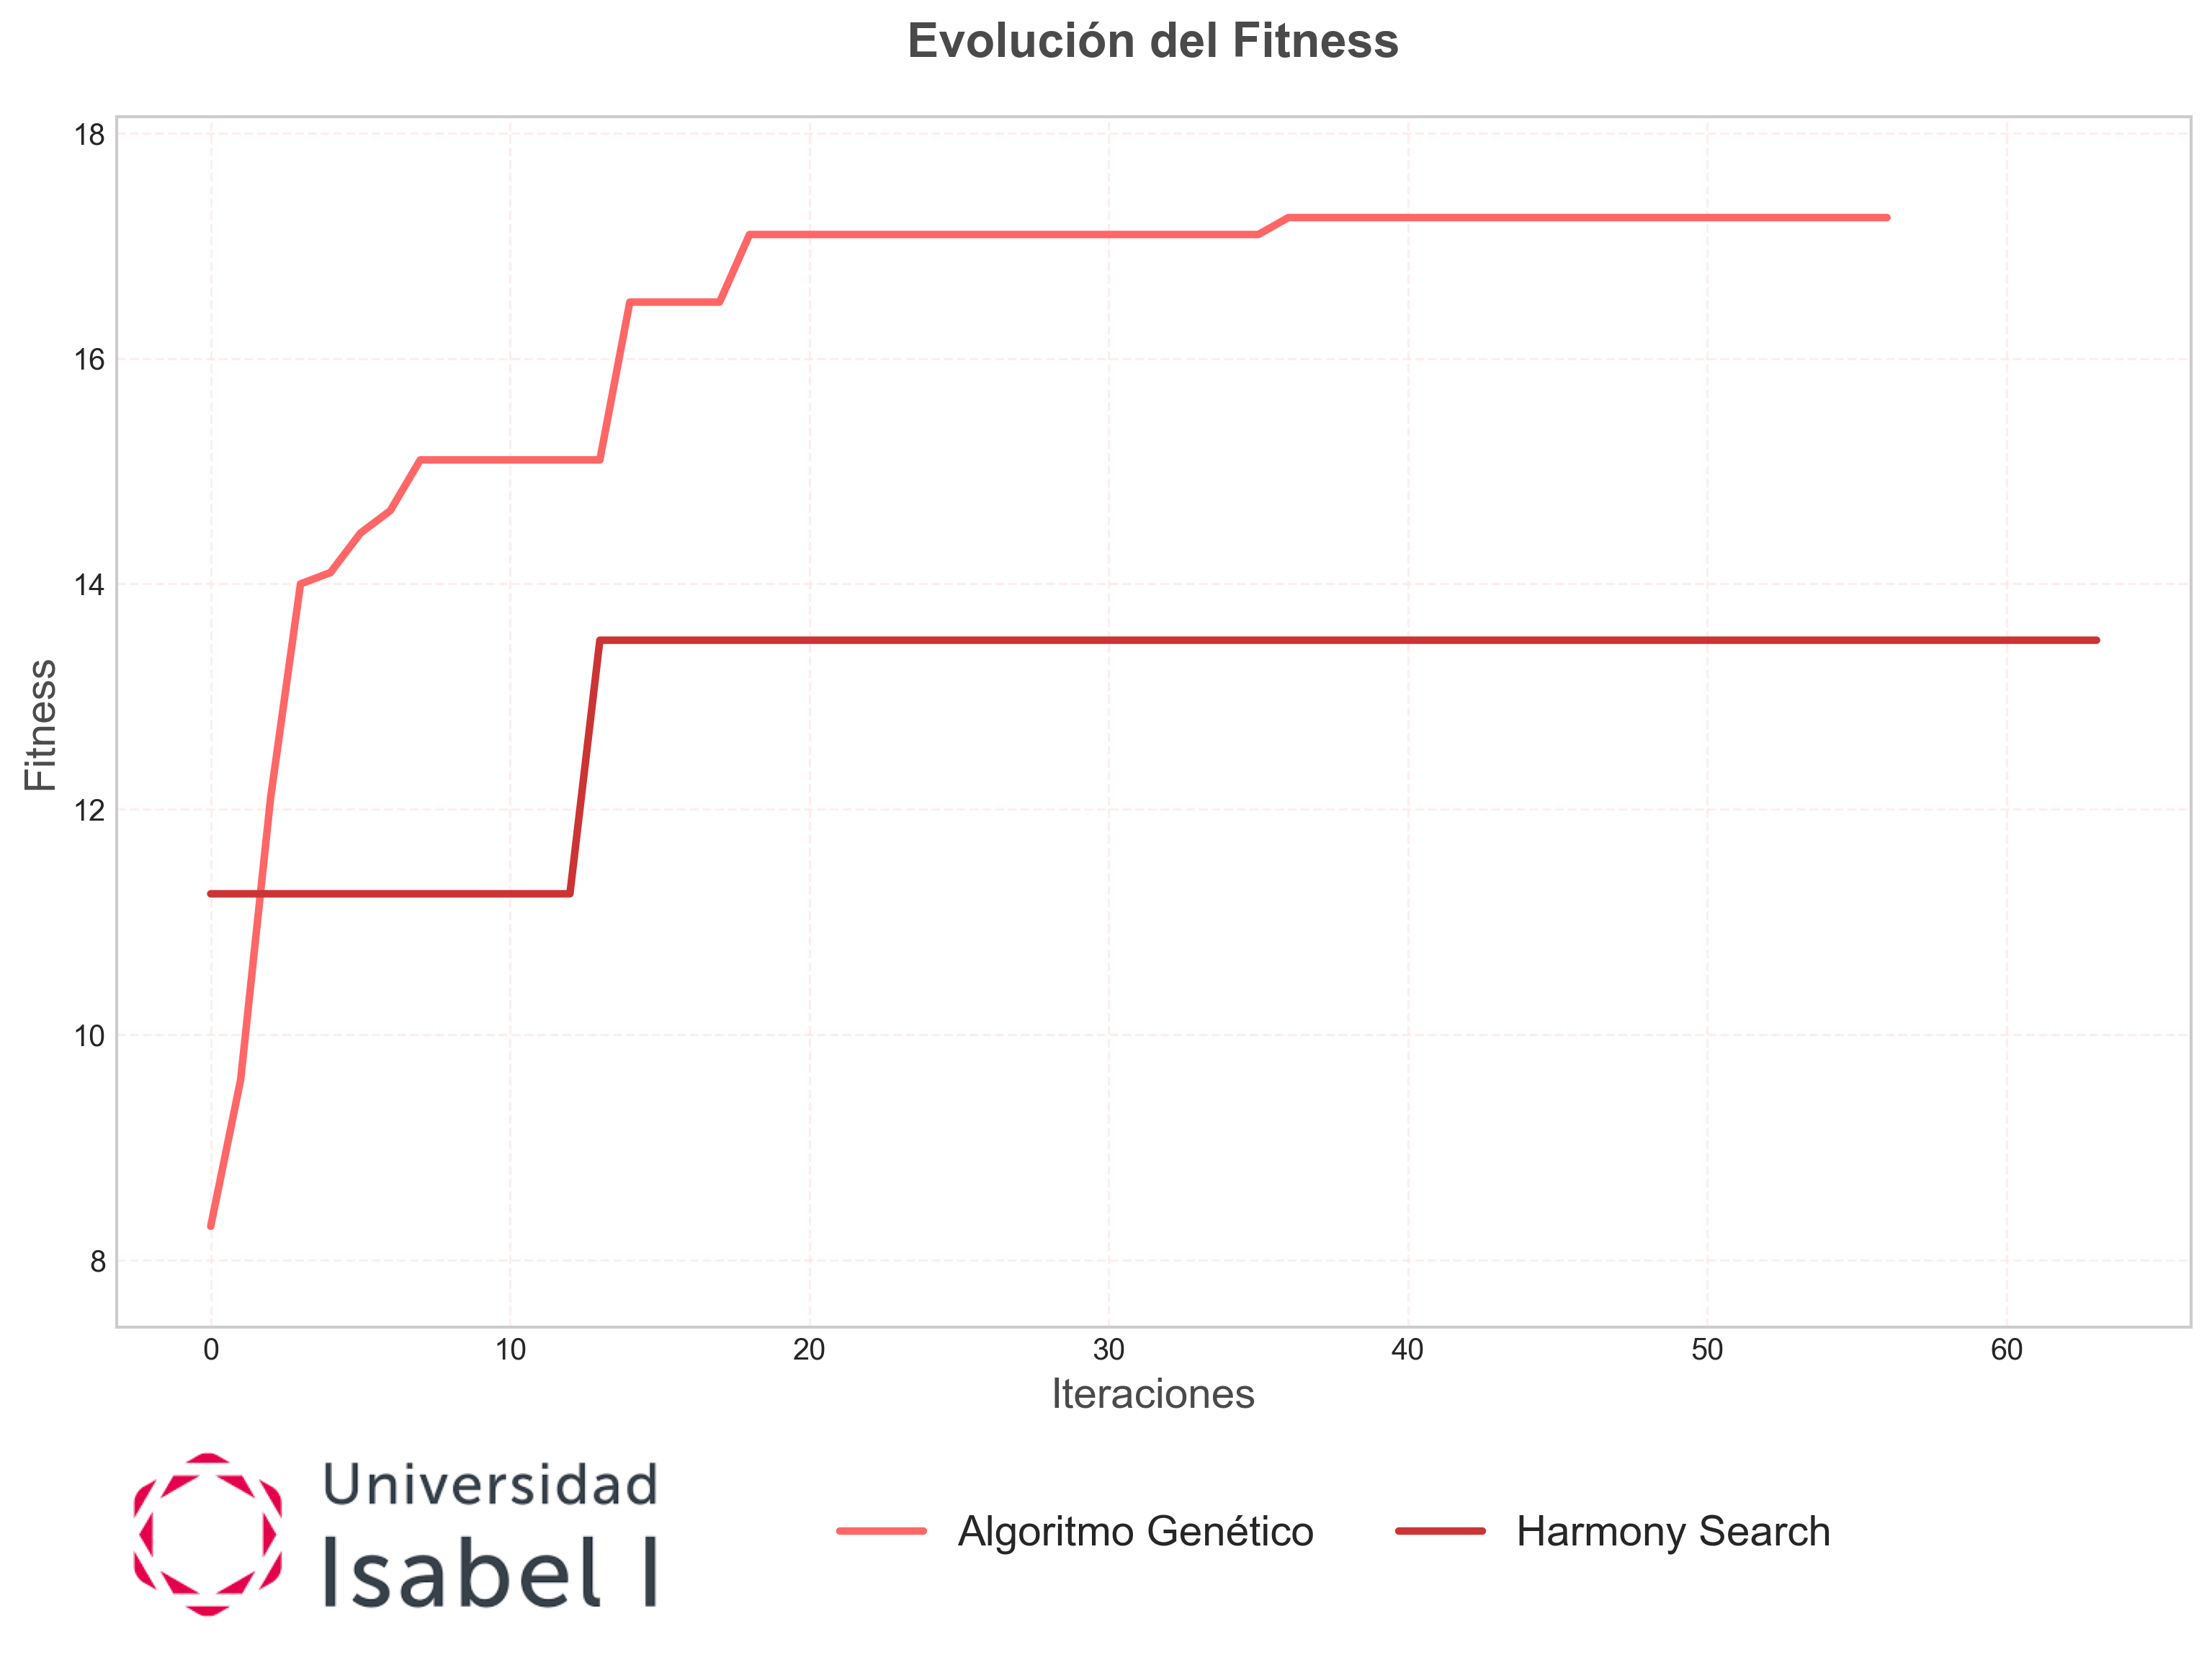 Evolución del Fitness
18
16
14
12
10
8
Fitness
0 10 20 30 40 50 60
Iteraciones
Universidad
Isabel I
Algoritmo Genético Harmony Search